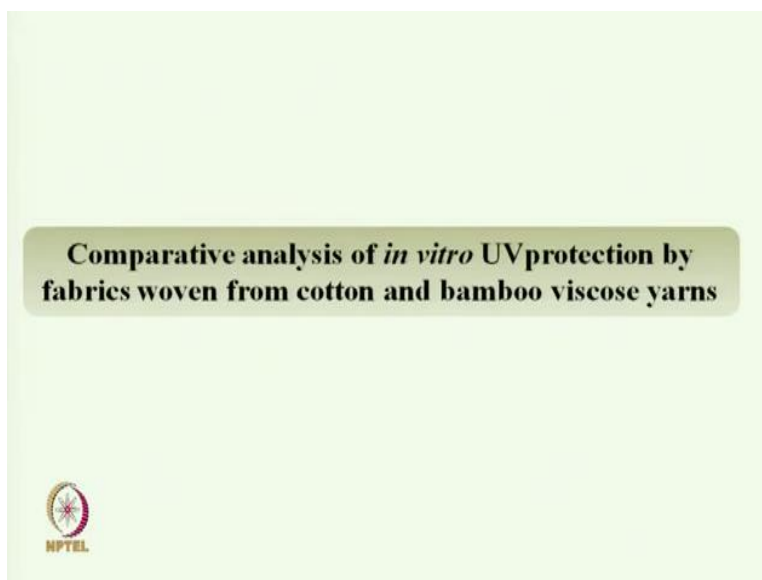 Comparative analysis of in vitro UVprotection by
fabrics woven from cotton and bamboo viscose yarns
NPTEL